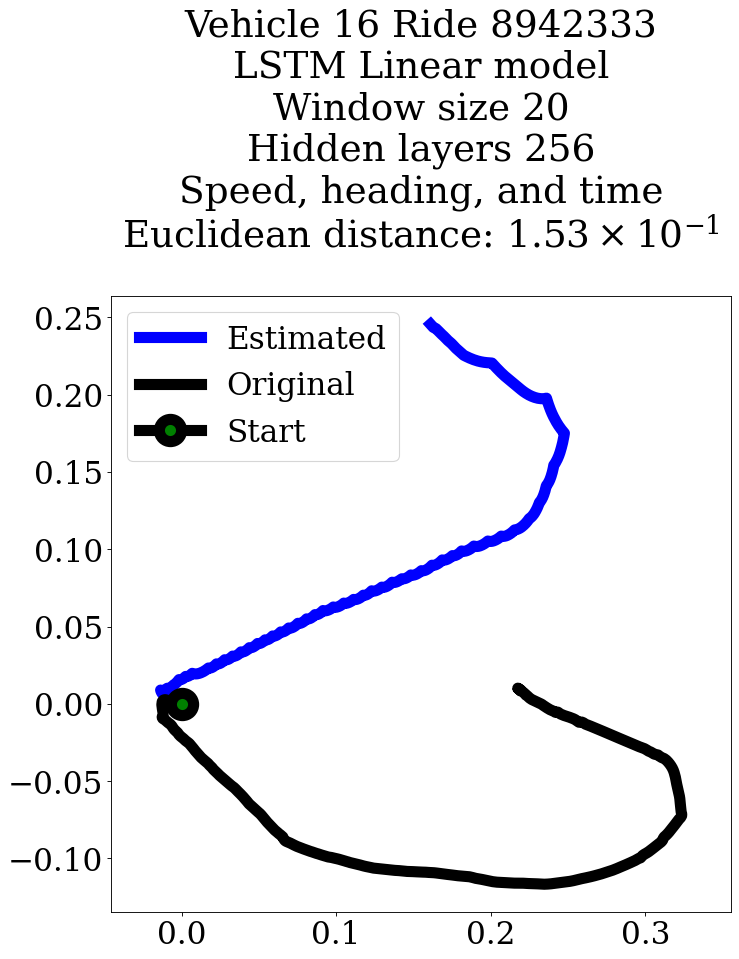 Vehicle 16 Ride 8942333
LSTM Linear model
Window size 20
Hidden layers 256
Speed, heading, and time
Euclidean distance: 1.53 × 10⁻¹
Estimated
Original
Start
0.25
0.20
0.15
0.10
0.05
0.00
−0.05
−0.10
0.0 0.1 0.2 0.3